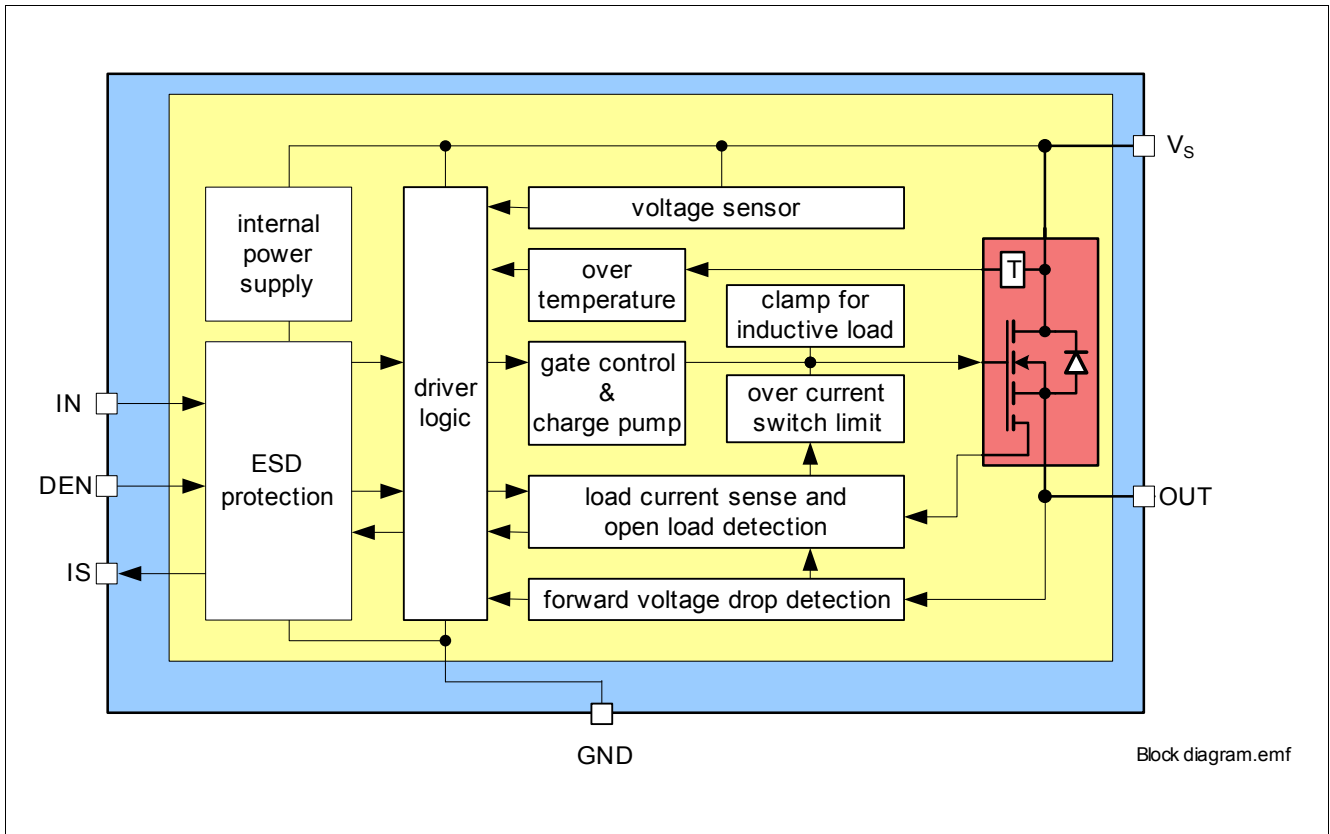 V_S
voltage sensor
internal
power
supply
over
temperature
T
clamp for
inductive load
gate control
&
charge pump
driver
logic
over current
switch limit
IN
ESD
protection
DEN
load current sense and
open load detection
OUT
IS
forward voltage drop detection
GND
Block diagram.emf